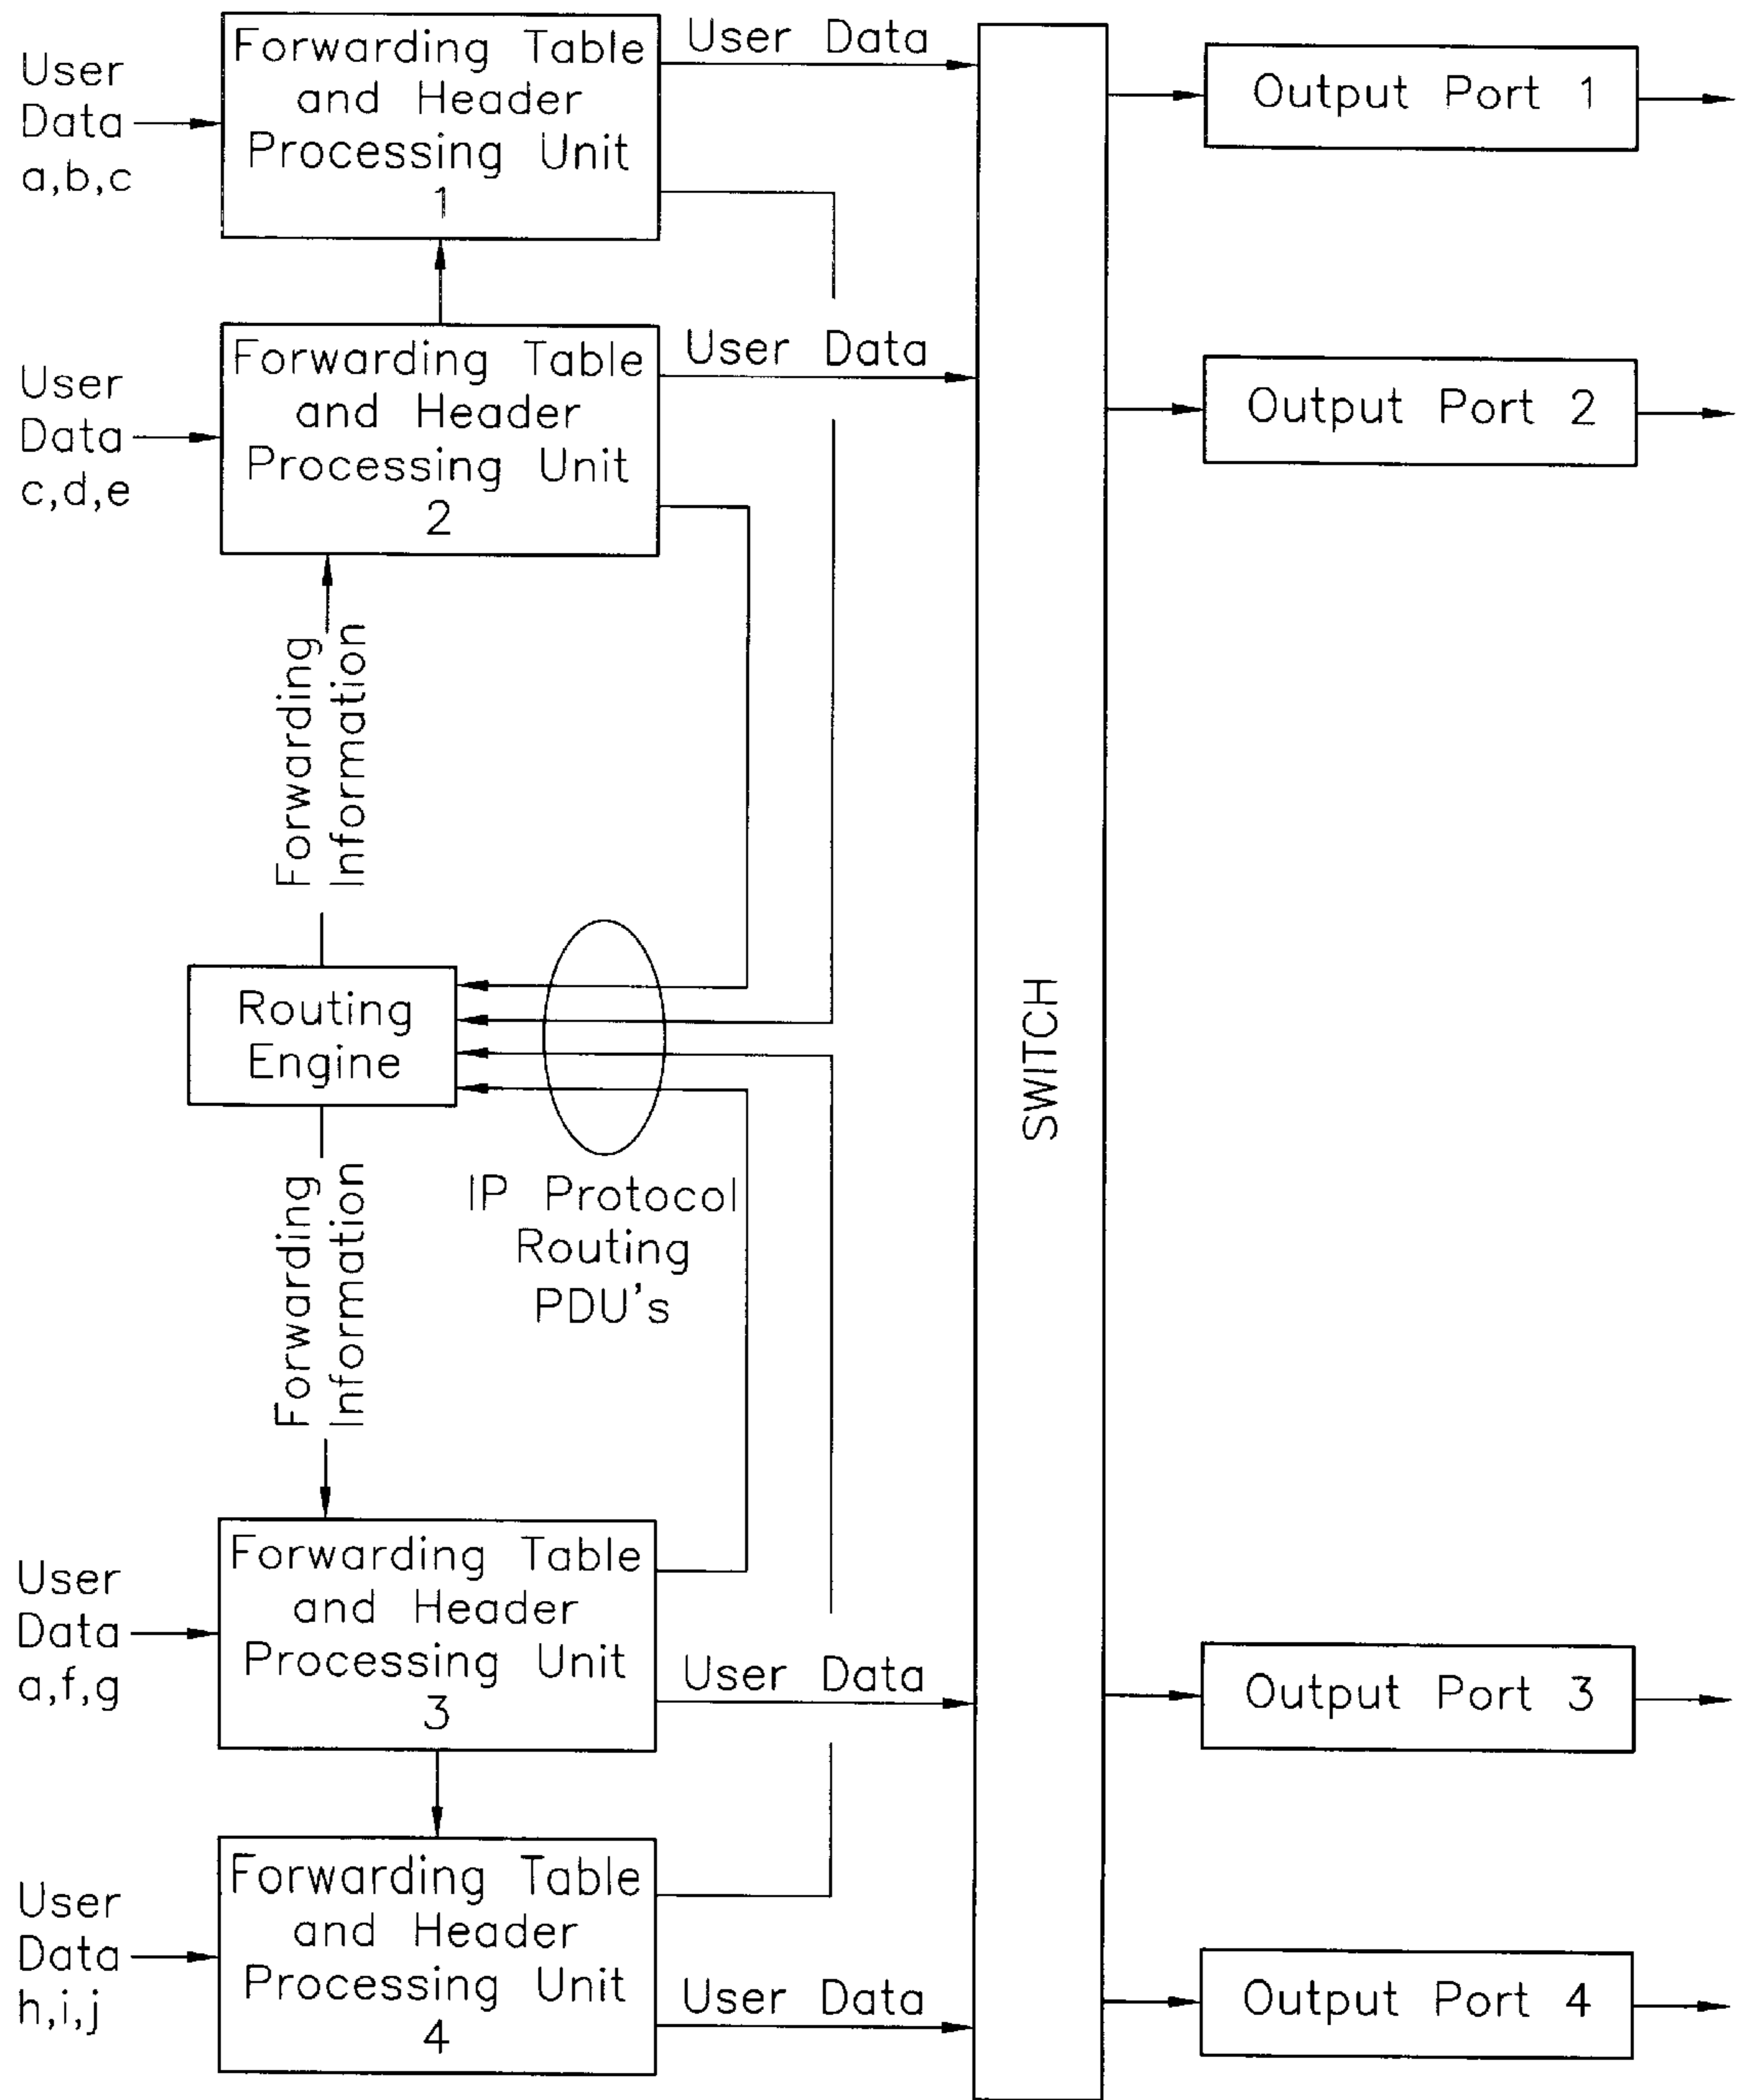 User
Data
a,b,c
Forwarding Table
and Header
Processing Unit
1
User Data
Output Port 1
User
Data
c,d,e
Forwarding Table
and Header
Processing Unit
2
User Data
Output Port 2
Forwarding
Information
Routing
Engine
IP Protocol
Routing
PDU's
SWITCH
Forwarding
Information
User
Data
a,f,g
Forwarding Table
and Header
Processing Unit
3
User Data
Output Port 3
User
Data
h,i,j
Forwarding Table
and Header
Processing Unit
4
User Data
Output Port 4